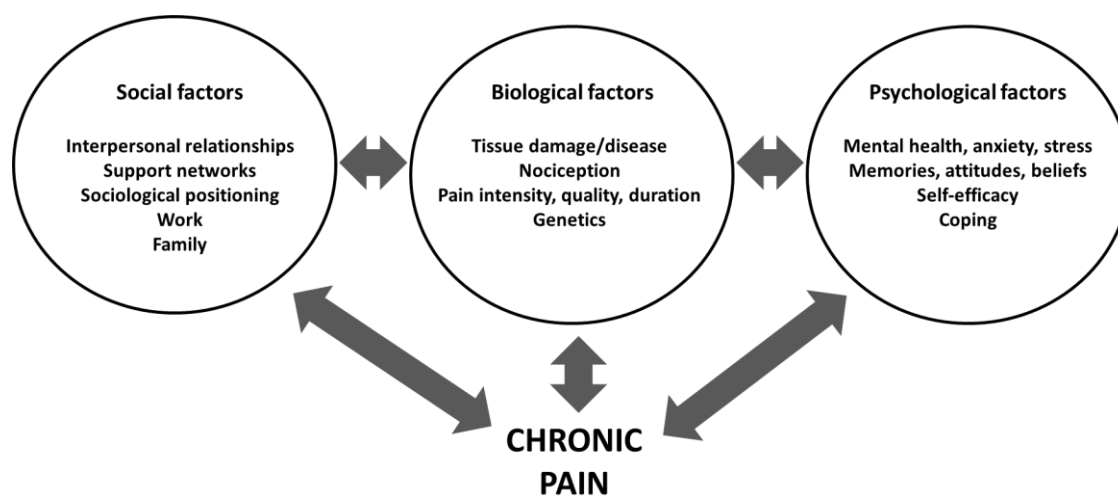 Social factors
Interpersonal relationships
Support networks
Sociological positioning
Work
Family
Biological factors
Tissue damage/disease
Nociception
Pain intensity, quality, duration
Genetics
Psychological factors
Mental health, anxiety, stress
Memories, attitudes, beliefs
Self-efficacy
Coping
CHRONIC
PAIN